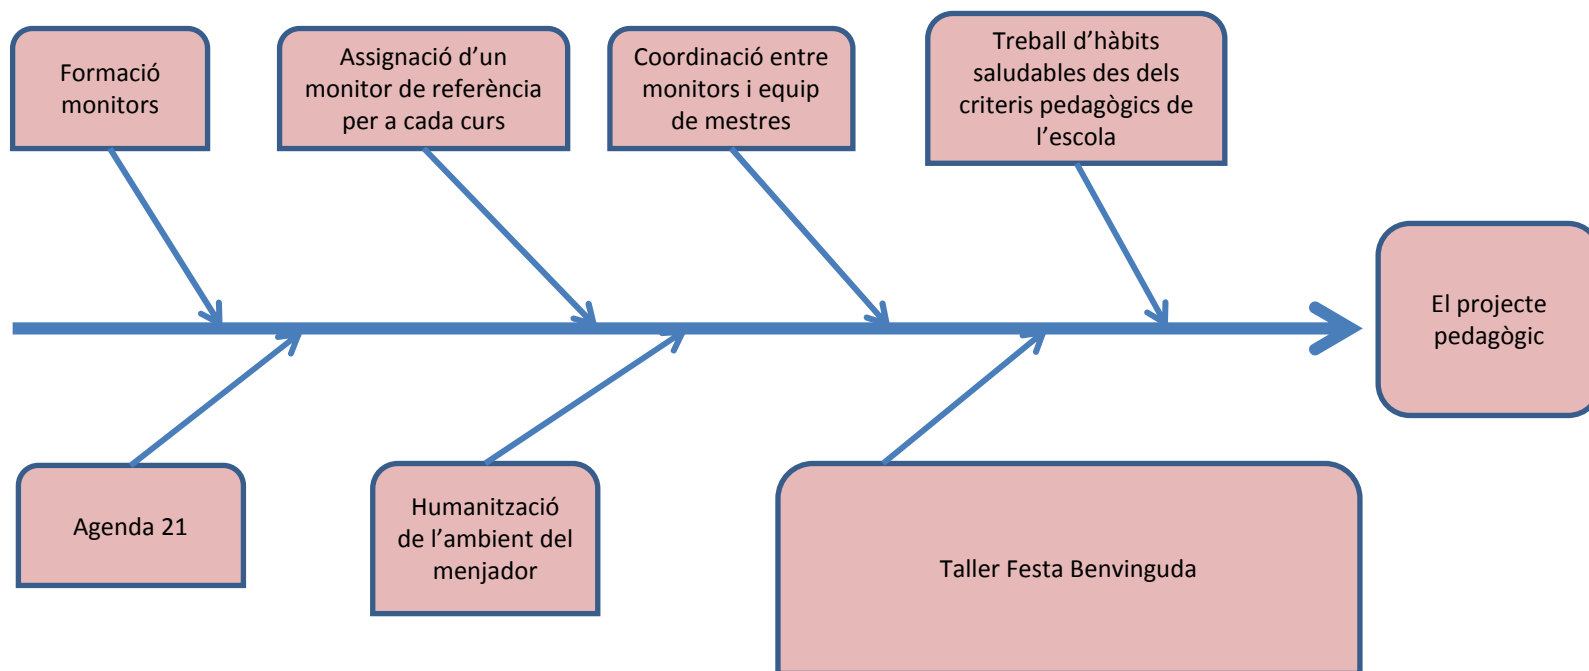 Formació
monitors
Assignació d’un
monitor de referència
per a cada curs
Coordinació entre
monitors i equip
de mestres
Treball d’hàbits
saludables des dels
criteris pedagògics de
l’escola
El projecte
pedagògic
Agenda 21
Humanització
de l’ambient del
menjador
Taller Festa Benvinguda